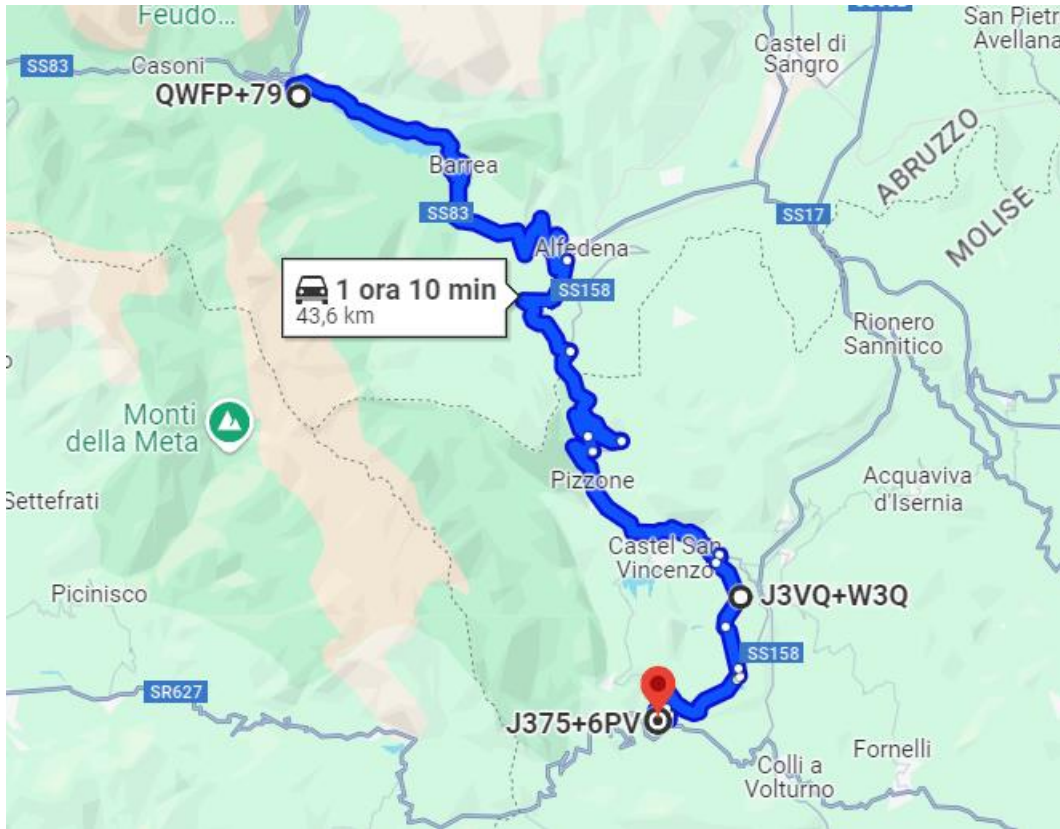 Feudo...
San Pietr
Avellana
SS83
Casoni
Castel di
Sangro
QWFP+79
ABRUZZO
MOLISE
Barrea
SS83
SS17
Alfedena
1 ora 10 min
43,6 km
SS158
Rionero
Sannitico
Monti
della Meta
Settefrati
Pizzone
Acquaviva
d'Isernia
Castel San
Vincenzo
Picinisco
J3VQ+W3Q
SS158
SR627
J375+6PV
Fornelli
Colli a
Volturno